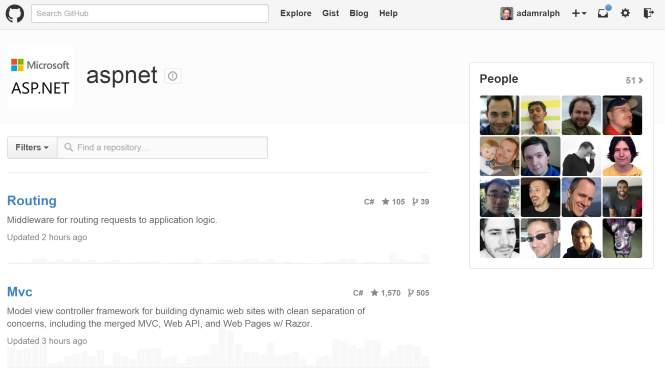 Search GitHub
Explore Gist Blog Help
adamralph
Microsoft
ASP.NET
aspnet
People 51
Filters
Find a repository…
Routing
C# 105 39
Middleware for routing requests to application logic.
Updated 2 hours ago
Mvc
C# 1,570 505
Model view controller framework for building dynamic web sites with clean separation of
concerns, including the merged MVC, Web API, and Web Pages w/ Razor.
Updated 3 hours ago